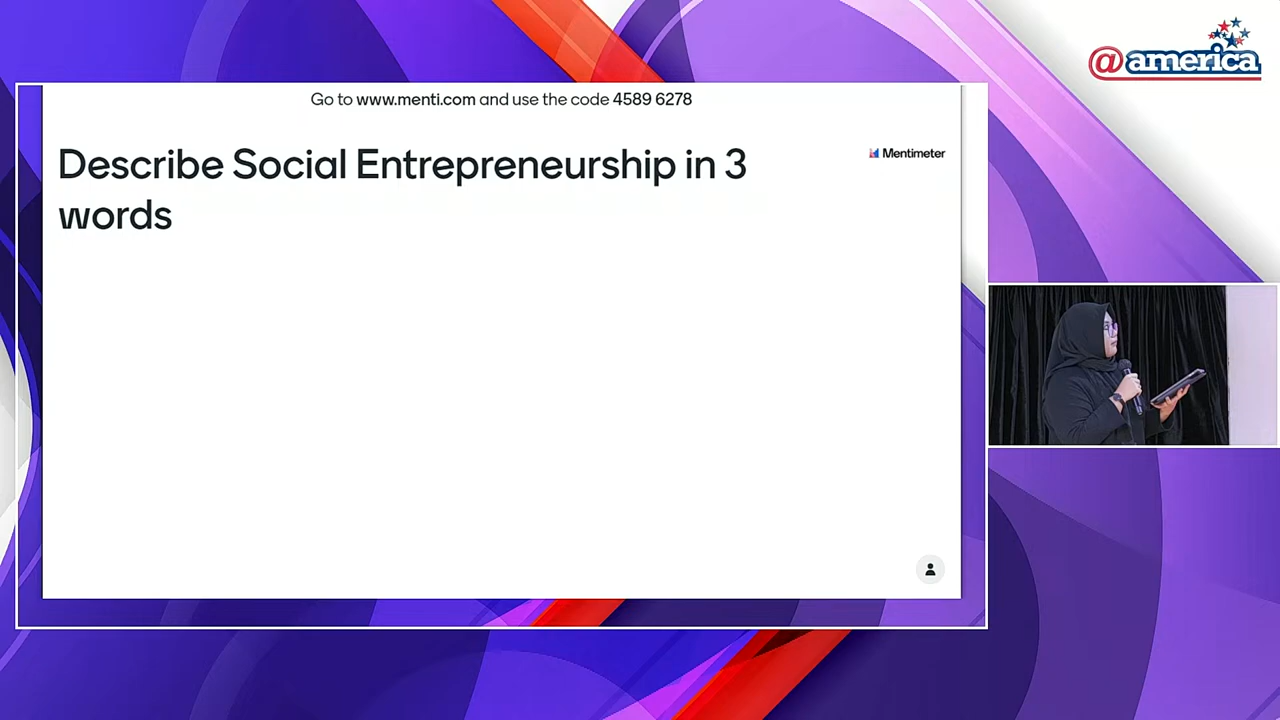 @america
Go to www.menti.com and use the code 4589 6278
Describe Social Entrepreneurship in 3
words
Mentimeter